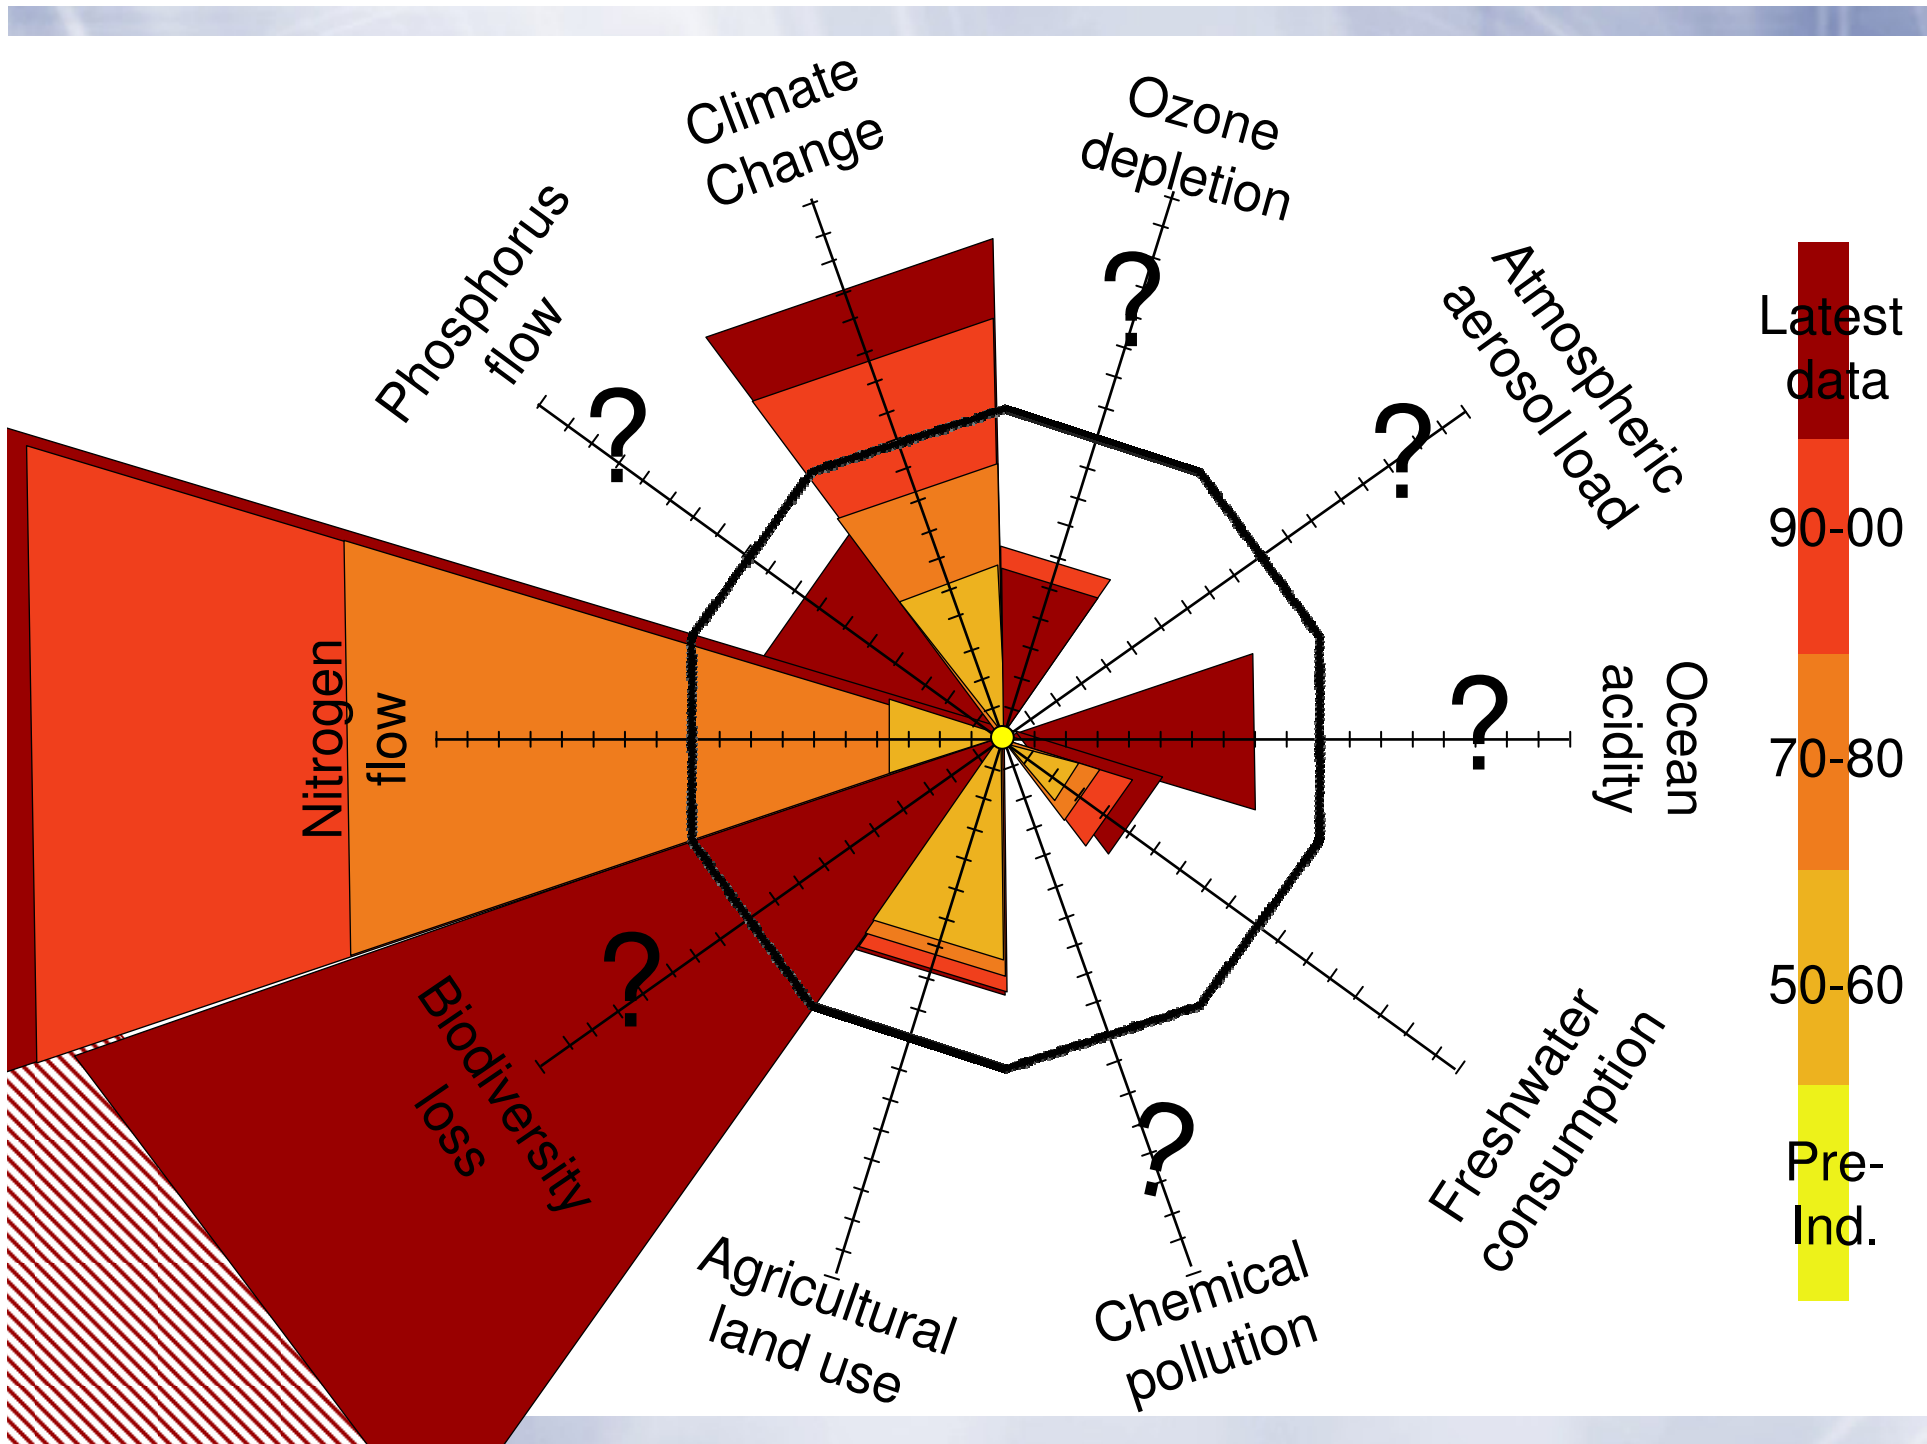 Climate
Change
Ozone
depletion
?
Atmospheric
aerosol load
?
Ocean
acidity
?
Freshwater
consumption
Chemical
pollution
?
Agricultural
land use
Biodiversity
loss
?
Nitrogen
flow
Phosphorus
flow
?
Latest
data
90-00
70-80
50-60
Pre-
Ind.